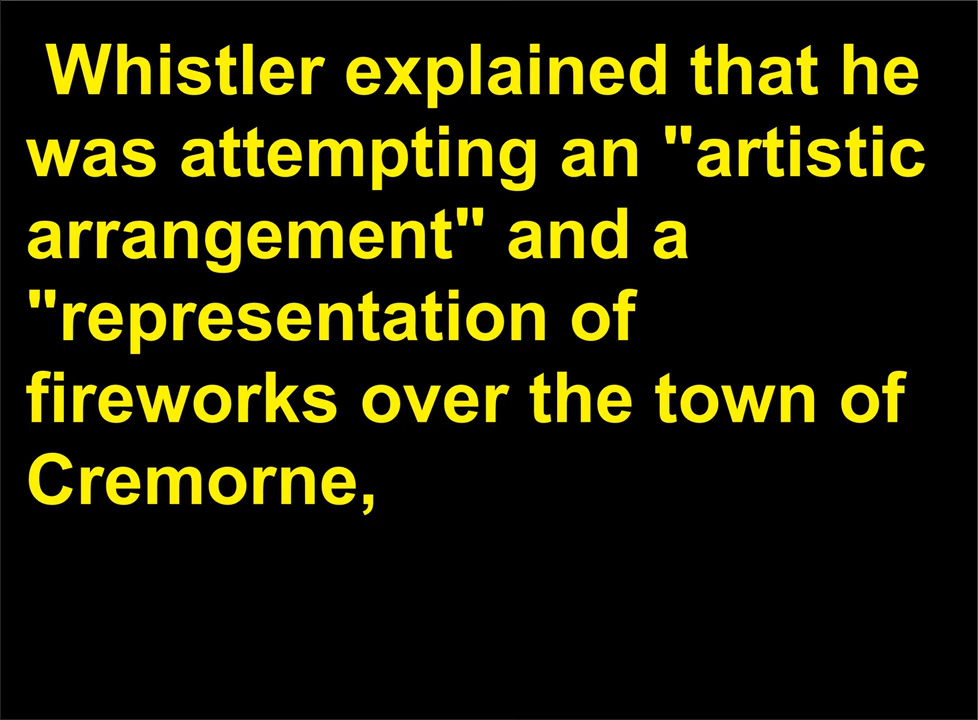 Whistler explained that he
was attempting an "artistic
arrangement" and a
"representation of
fireworks over the town of
Cremorne,